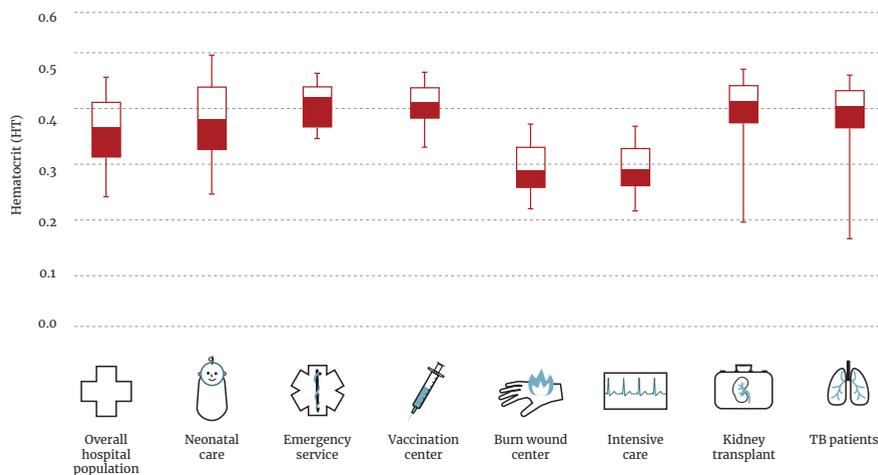 0.6
0.5
0.4
0.3
0.2
0.1
0.0
Hematocrit (HT)
Overall
hospital
population
Neonatal
care
Emergency
service
Vaccination
center
Burn wound
center
Intensive
care
Kidney
transplant
TB patients